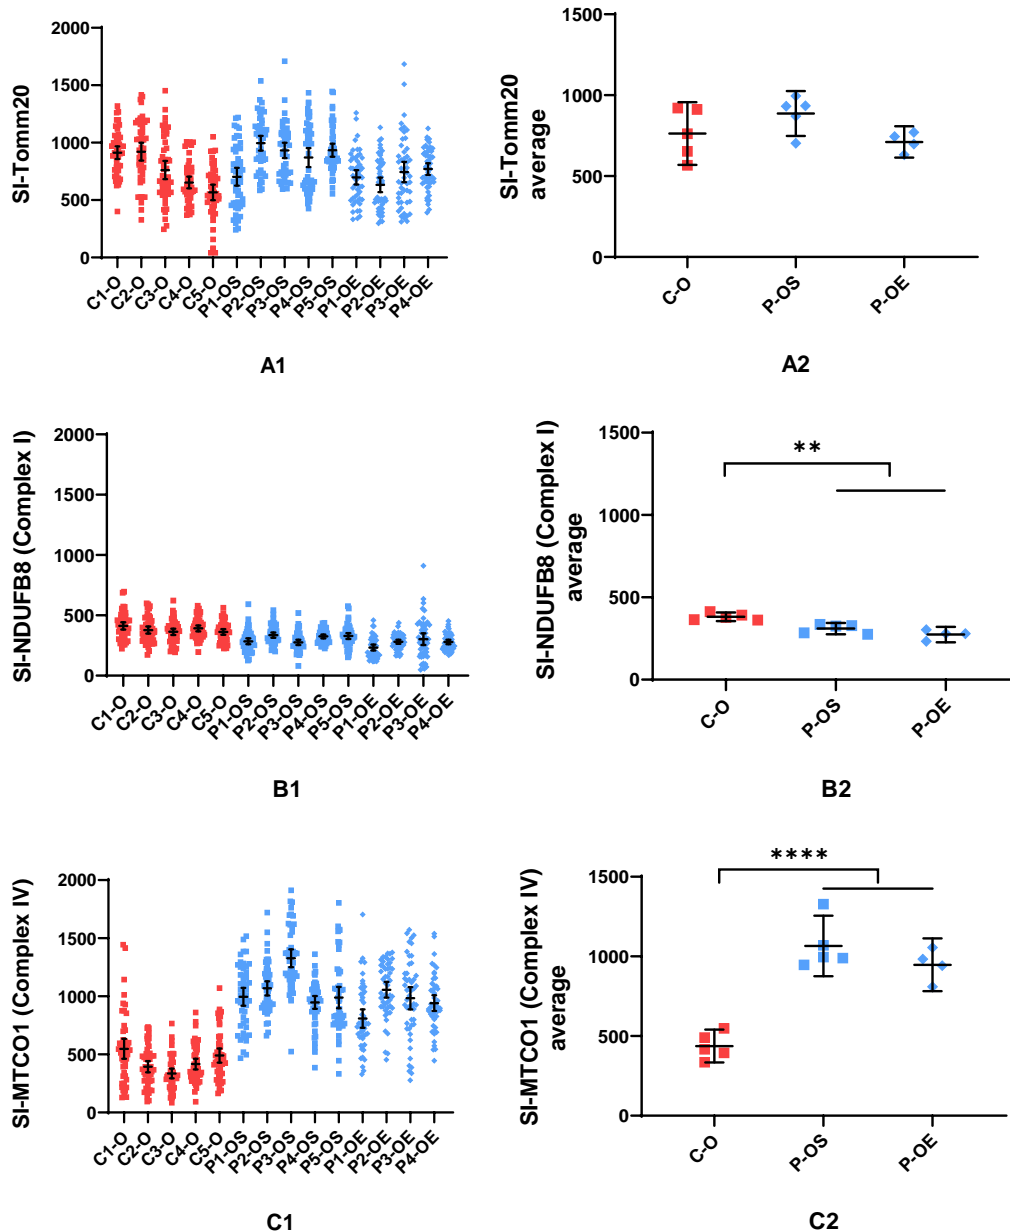 SI-Tomm20
2000
1500
1000
500
0
C1-O
C2-O
C3-O
C4-O
C5-O
P1-OS
P2-OS
P3-OS
P4-OS
P5-OS
P1-OE
P2-OE
P3-OE
P4-OE
A1
SI-Tomm20
average
1500
1000
500
0
C-O
P-OS
P-OE
A2
SI-NDUFB8 (Complex I)
2000
1500
1000
500
0
C1-O
C2-O
C3-O
C4-O
C5-O
P1-OS
P2-OS
P3-OS
P4-OS
P5-OS
P1-OE
P2-OE
P3-OE
P4-OE
B1
SI-NDUFB8 (Complex I)
average
1500
1000
500
0
**
C-O
P-OS
P-OE
B2
SI-MTCO1 (Complex IV)
2000
1500
1000
500
0
C1-O
C2-O
C3-O
C4-O
C5-O
P1-OS
P2-OS
P3-OS
P4-OS
P5-OS
P1-OE
P2-OE
P3-OE
P4-OE
C1
SI-MTCO1 (Complex IV)
average
1500
1000
500
0
****
C-O
P-OS
P-OE
C2